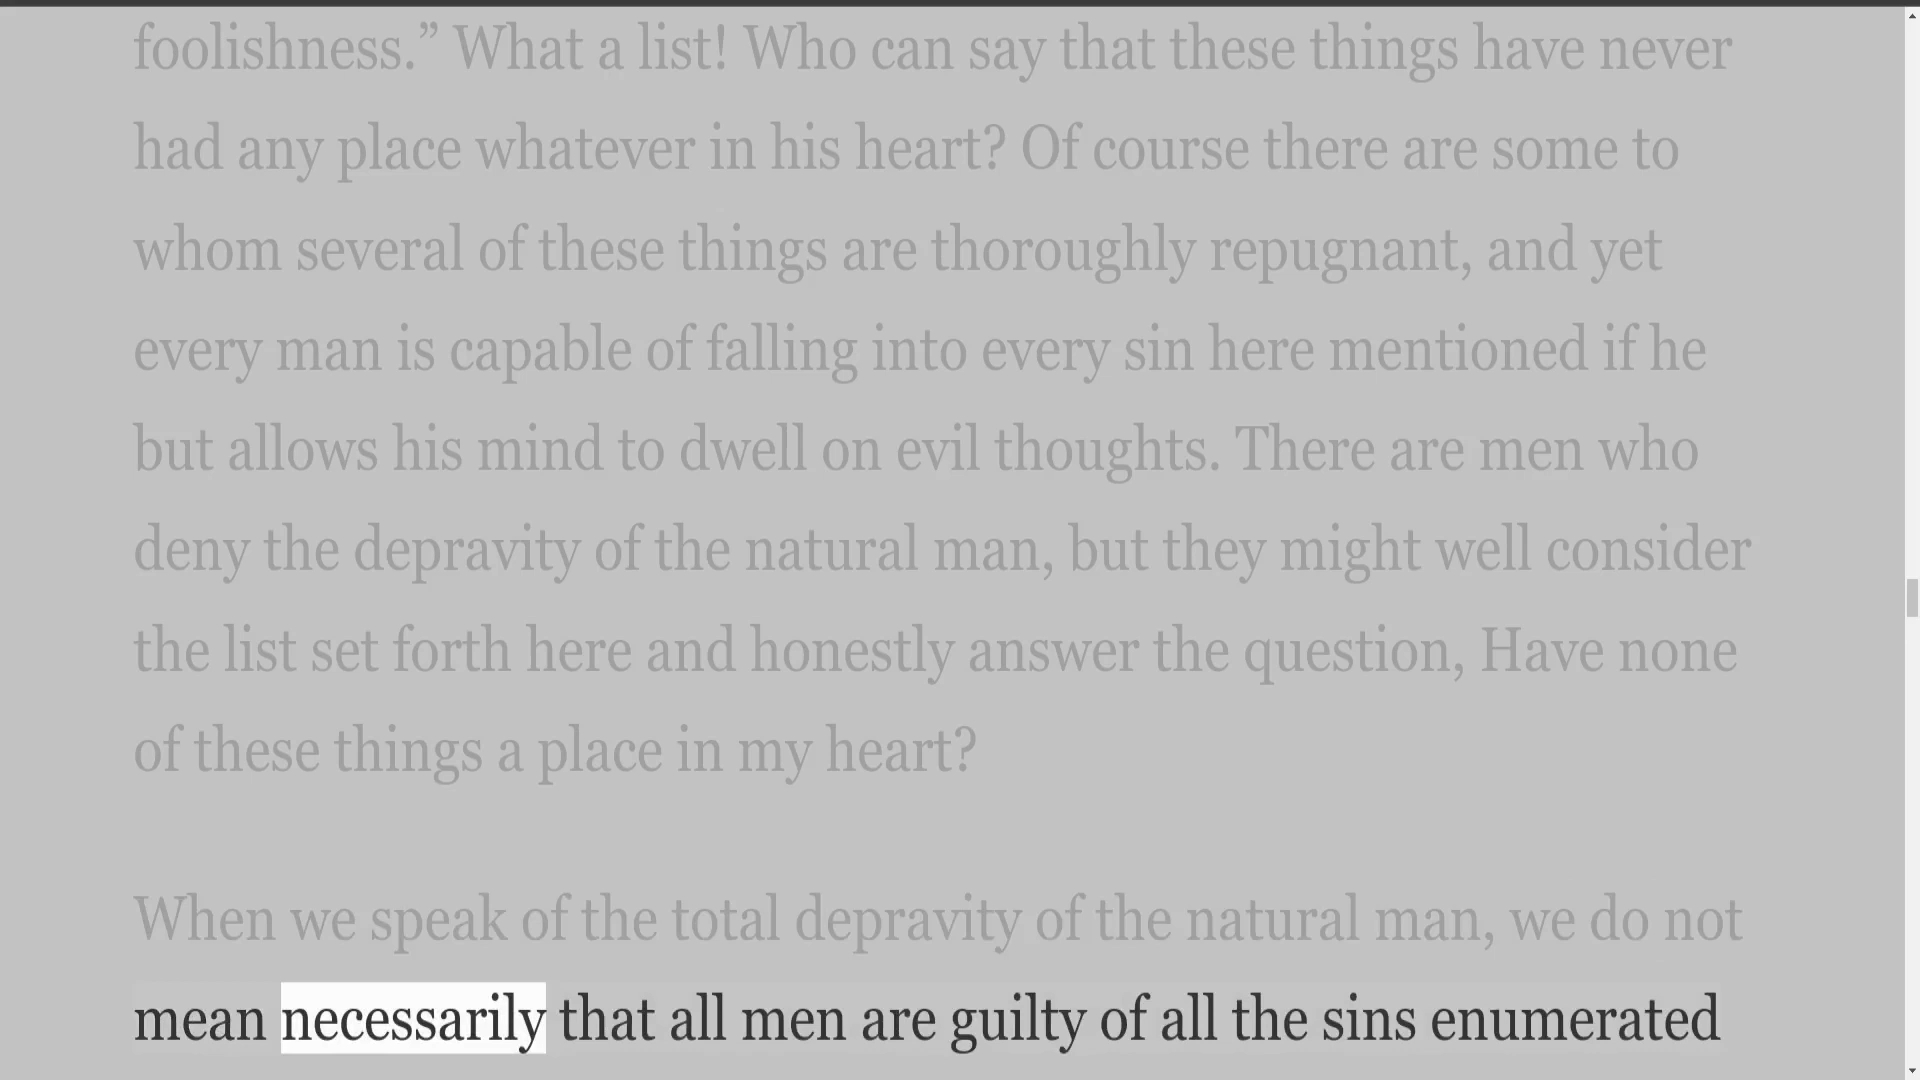 foolishness.” What a list! Who can say that these things have never
had any place whatever in his heart? Of course there are some to
whom several of these things are thoroughly repugnant, and yet
every man is capable of falling into every sin here mentioned if he
but allows his mind to dwell on evil thoughts. There are men who
deny the depravity of the natural man, but they might well consider
the list set forth here and honestly answer the question, Have none
of these things a place in my heart?
When we speak of the total depravity of the natural man, we do not
mean necessarily that all men are guilty of all the sins enumerated